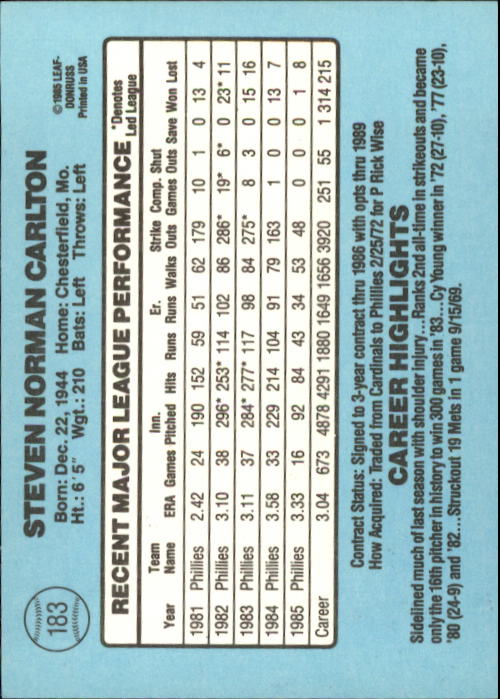 183
STEVEN NORMAN CARLTON
Born: Dec. 22, 1944 Home: Chesterfield, Mo.
Ht.: 6' 5" Wgt.: 210 Bats: Left Throws: Left
©1985 LEAF-
DONRUSS
Printed in USA
RECENT MAJOR LEAGUE PERFORMANCE
*Denotes
Led League
Team Inn. Er. Strike Comp. Shut
Year Name ERA Games Pitched Hits Runs Runs Walks Outs Games Outs Save Won Lost
1981 Phillies 2.42 24 190 152 59 51 62 179 10 1 0 13 4
1982 Phillies 3.10 38 296* 253* 114 102 86 286* 19* 6* 0 23* 11
1983 Phillies 3.11 37 284* 277* 117 98 84 275* 8 3 0 15 16
1984 Phillies 3.58 33 229 214 104 91 79 163 1 0 0 13 7
1985 Phillies 3.33 16 92 84 43 34 53 48 0 0 0 1 8
Career 3.04 673 4878 4291 1880 1649 1656 3920 251 55 1 314 215
Contract Status: Signed to 3-year contract thru 1986 with opts thru 1989
How Acquired: Traded from Cardinals to Phillies 2/25/72 for P Rick Wise
CAREER HIGHLIGHTS
Sidelined much of last season with shoulder injury...Ranks 2nd all-time in strikeouts and became
only the 16th pitcher in history to win 300 games in '83...Cy Young winner in '72 (27-10), '77 (23-10),
'80 (24-9) and '82...Struckout 19 Mets in 1 game 9/15/69.